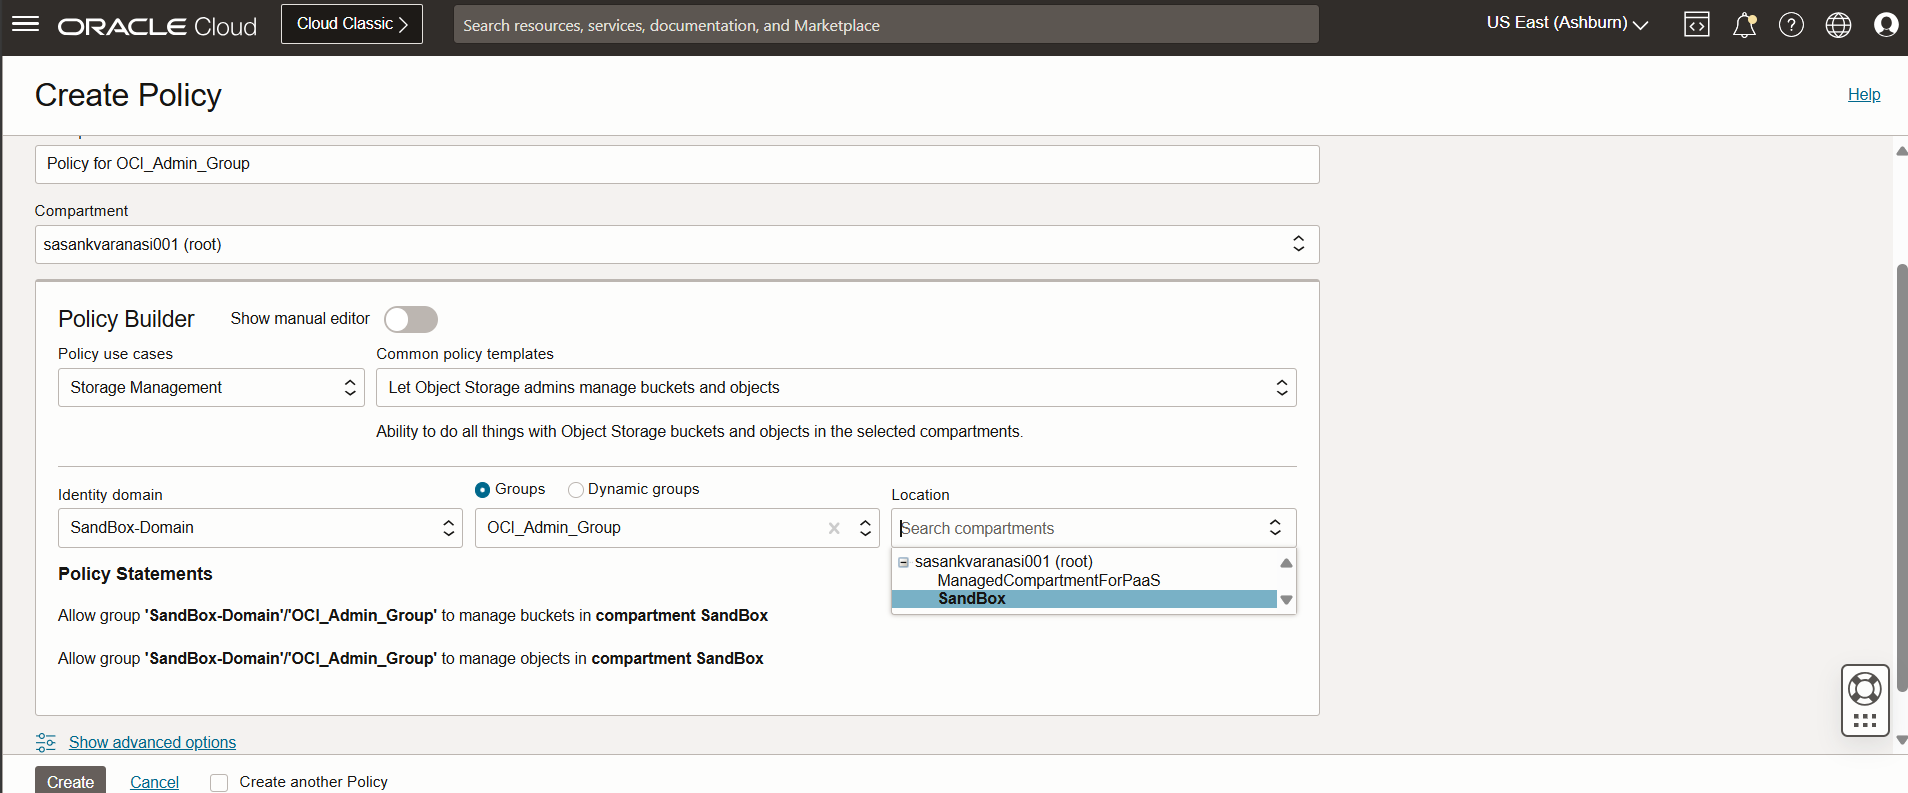 ORACLE Cloud
Cloud Classic
Search resources, services, documentation, and Marketplace
US East (Ashburn)
Create Policy
Help
Policy for OCI_Admin_Group
Compartment
sasankvaranasi001 (root)
Policy Builder
Show manual editor
Policy use cases
Common policy templates
Storage Management
Let Object Storage admins manage buckets and objects
Ability to do all things with Object Storage buckets and objects in the selected compartments.
Identity domain
Groups
Dynamic groups
Location
SandBox-Domain
OCI_Admin_Group
Search compartments
sasankvaranasi001 (root)
ManagedCompartmentForPaaS
SandBox
Policy Statements
Allow group 'SandBox-Domain'/'OCI_Admin_Group' to manage buckets in compartment SandBox
Allow group 'SandBox-Domain'/'OCI_Admin_Group' to manage objects in compartment SandBox
Show advanced options
Create
Cancel
Create another Policy